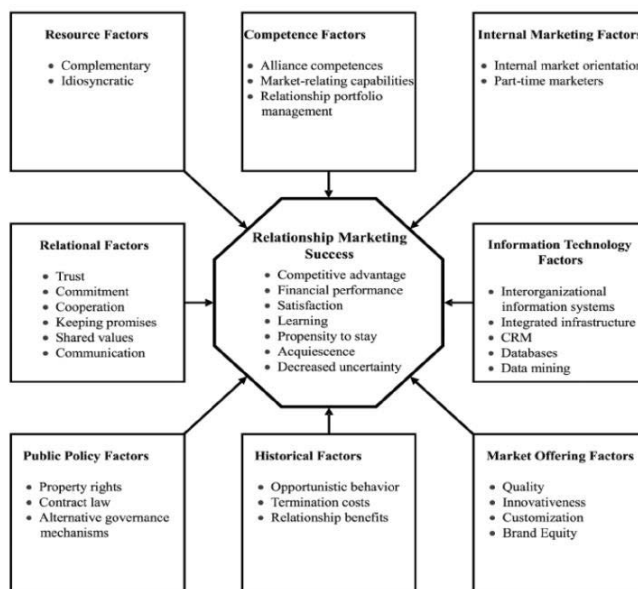 Resource Factors
• Complementary
• Idiosyncratic
Competence Factors
• Alliance competences
• Market-relating capabilities
• Relationship portfolio
management
Internal Marketing Factors
• Internal market orientation
• Part-time marketers
Relational Factors
• Trust
• Commitment
• Cooperation
• Keeping promises
• Shared values
• Communication
Relationship Marketing
Success
• Competitive advantage
• Financial performance
• Satisfaction
• Learning
• Propensity to stay
• Acquiescence
• Decreased uncertainty
Information Technology
Factors
• Interorganizational
information systems
• Integrated infrastructure
• CRM
• Databases
• Data mining
Public Policy Factors
• Property rights
• Contract law
• Alternative governance
mechanisms
Historical Factors
• Opportunistic behavior
• Termination costs
• Relationship benefits
Market Offering Factors
• Quality
• Innovativeness
• Customization
• Brand Equity